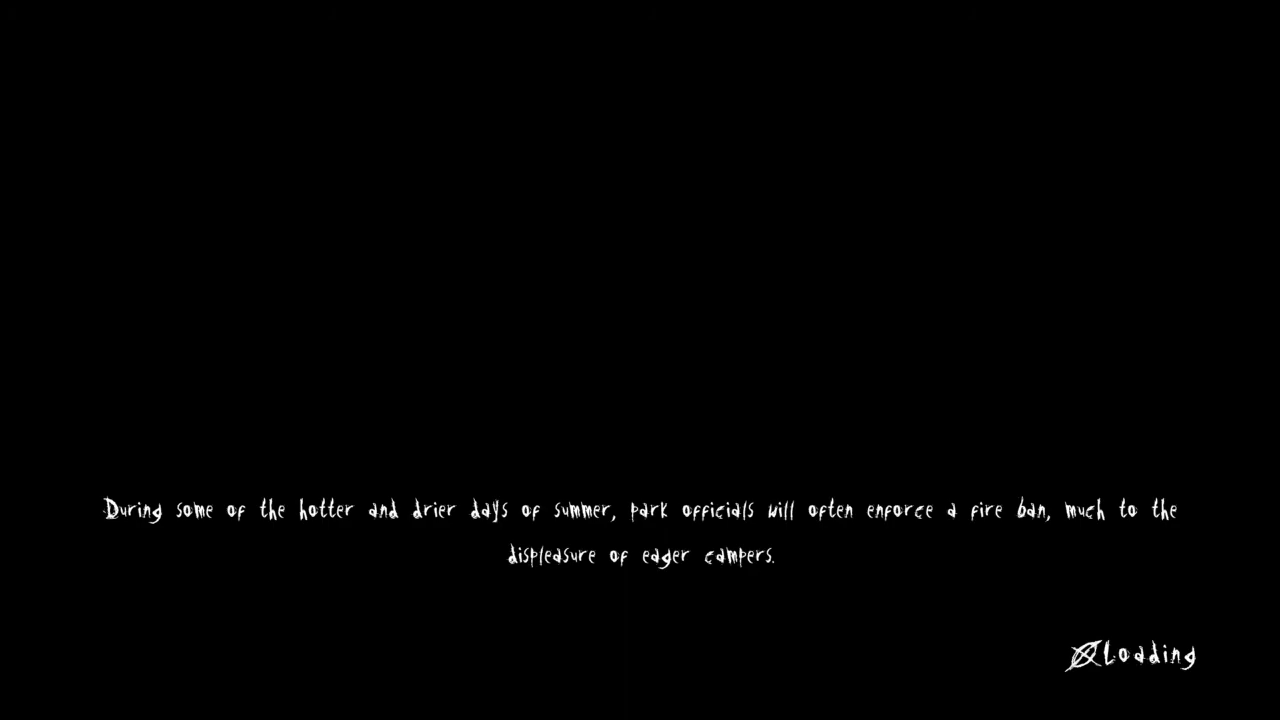 During some of the hotter and drier days of summer, park officials will often enforce a fire ban, much to the
displeasure of eager campers.
Loading